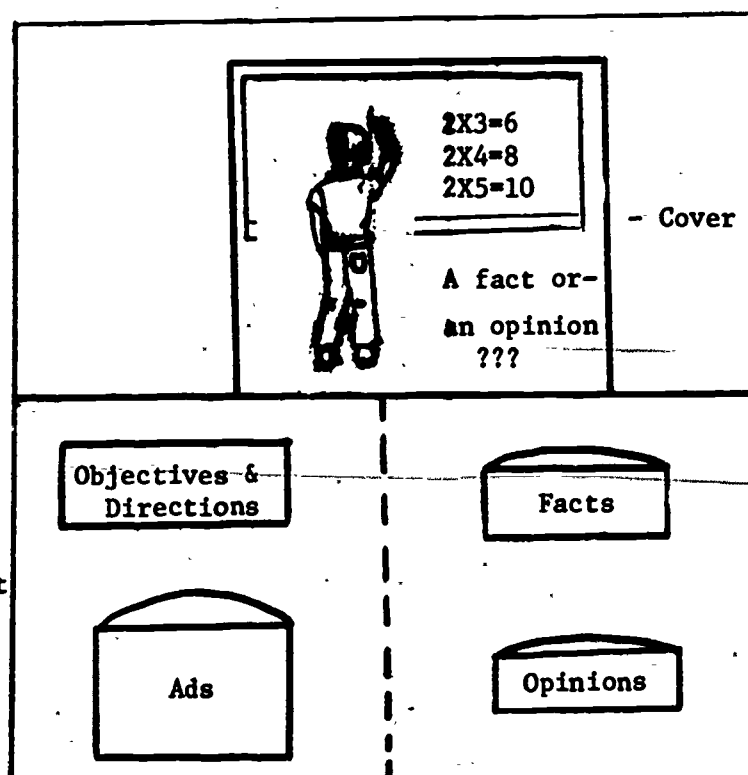 2X3=6
2X4=8
2X5=10
- Cover
A fact or-
an opinion
???
Objectives &
Directions
Facts
Ads
Opinions